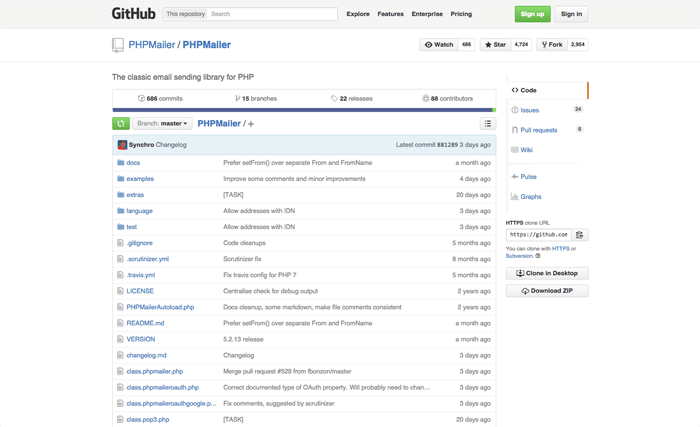 GitHub This repository Search Explore Features Enterprise Pricing Sign up Sign in
PHPMailer / PHPMailer Watch 486 Star 4,724 Fork 2,954
The classic email sending library for PHP
686 commits 15 branches 22 releases 88 contributors
Branch: master PHPMailer / +
Synchro Changelog Latest commit 881289 3 days ago
docs Prefer setFrom() over separate From and FromName a month ago
examples Improve some comments and minor improvements 4 days ago
extras [TASK] 20 days ago
language Allow addresses with IDN 3 days ago
test Allow addresses with IDN 3 days ago
.gitignore Code cleanups 5 months ago
.scrutinizer.yml Scrutinizer fix 8 months ago
.travis.yml Fix travis config for PHP 7 5 months ago
LICENSE Centralise check for debug output 2 years ago
PHPMailerAutoload.php Docs cleanup, some markdown, make file comments consistent 2 years ago
README.md Prefer setFrom() over separate From and FromName a month ago
VERSION 5.2.13 release a month ago
changelog.md Changelog 3 days ago
class.phpmailer.php Merge pull request #529 from fbonzon/master 3 days ago
class.phpmaileroauth.php Correct documented type of OAuth property. Will probably need to chan… 3 days ago
class.phpmaileroauthgoogle.p… Fix comments, suggested by scrutinizer 3 days ago
class.pop3.php [TASK] 20 days ago
Code
Issues 24
Pull requests 6
Wiki
Pulse
Graphs
HTTPS clone URL
https://github.com
You can clone with HTTPS or
Subversion.
Clone in Desktop
Download ZIP